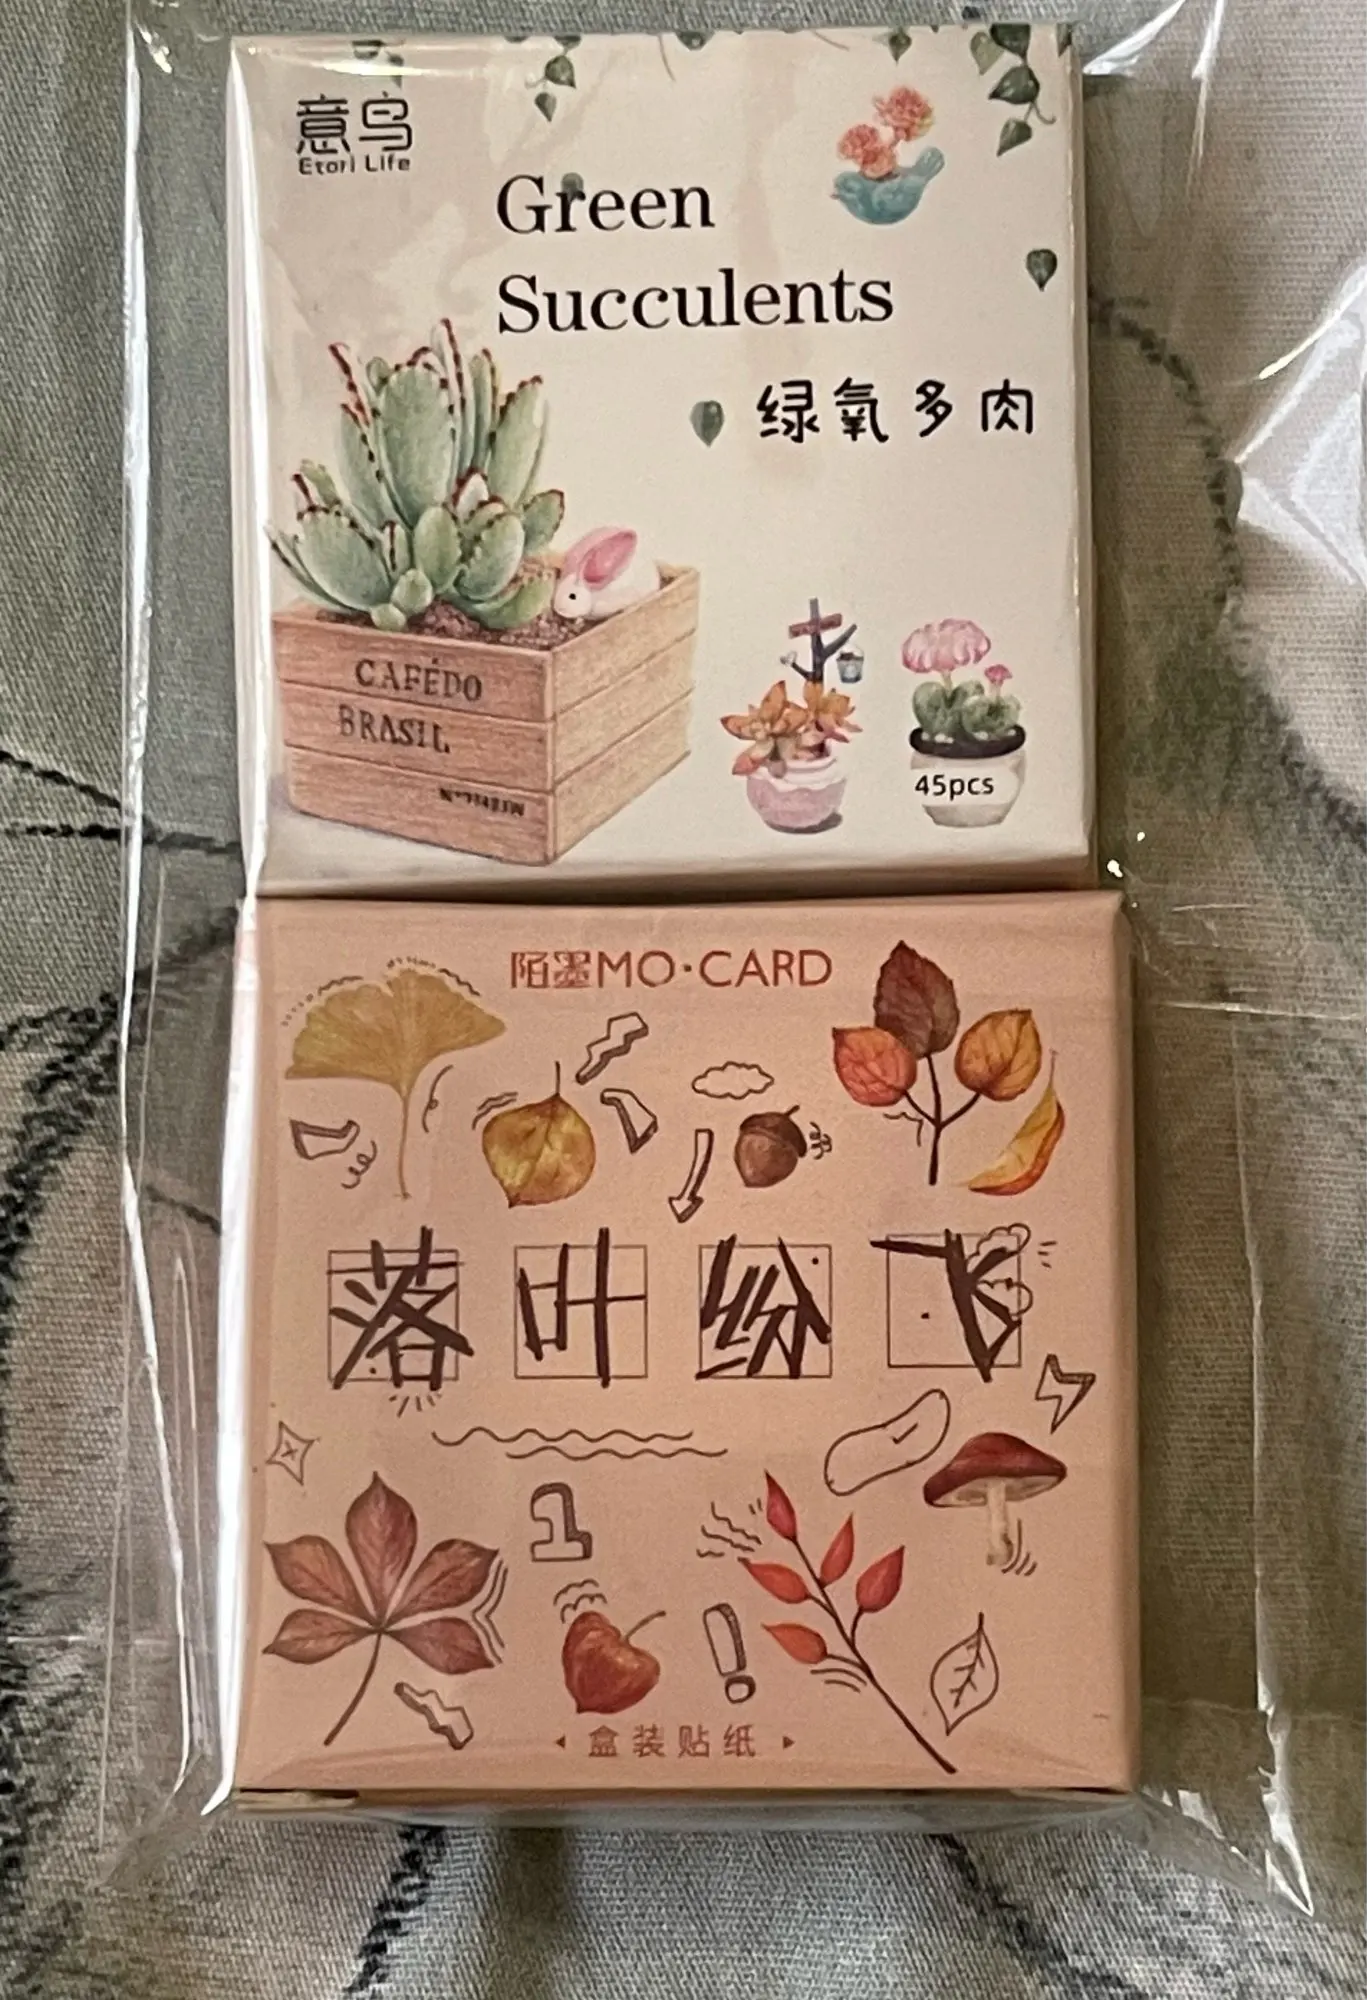 意鸟
Etori Life
Green
Succulents
绿氧多肉
CAFÉDO
BRASIL
45pcs
陌墨MO·CARD
落叶纷飞
1
!
盒装贴纸